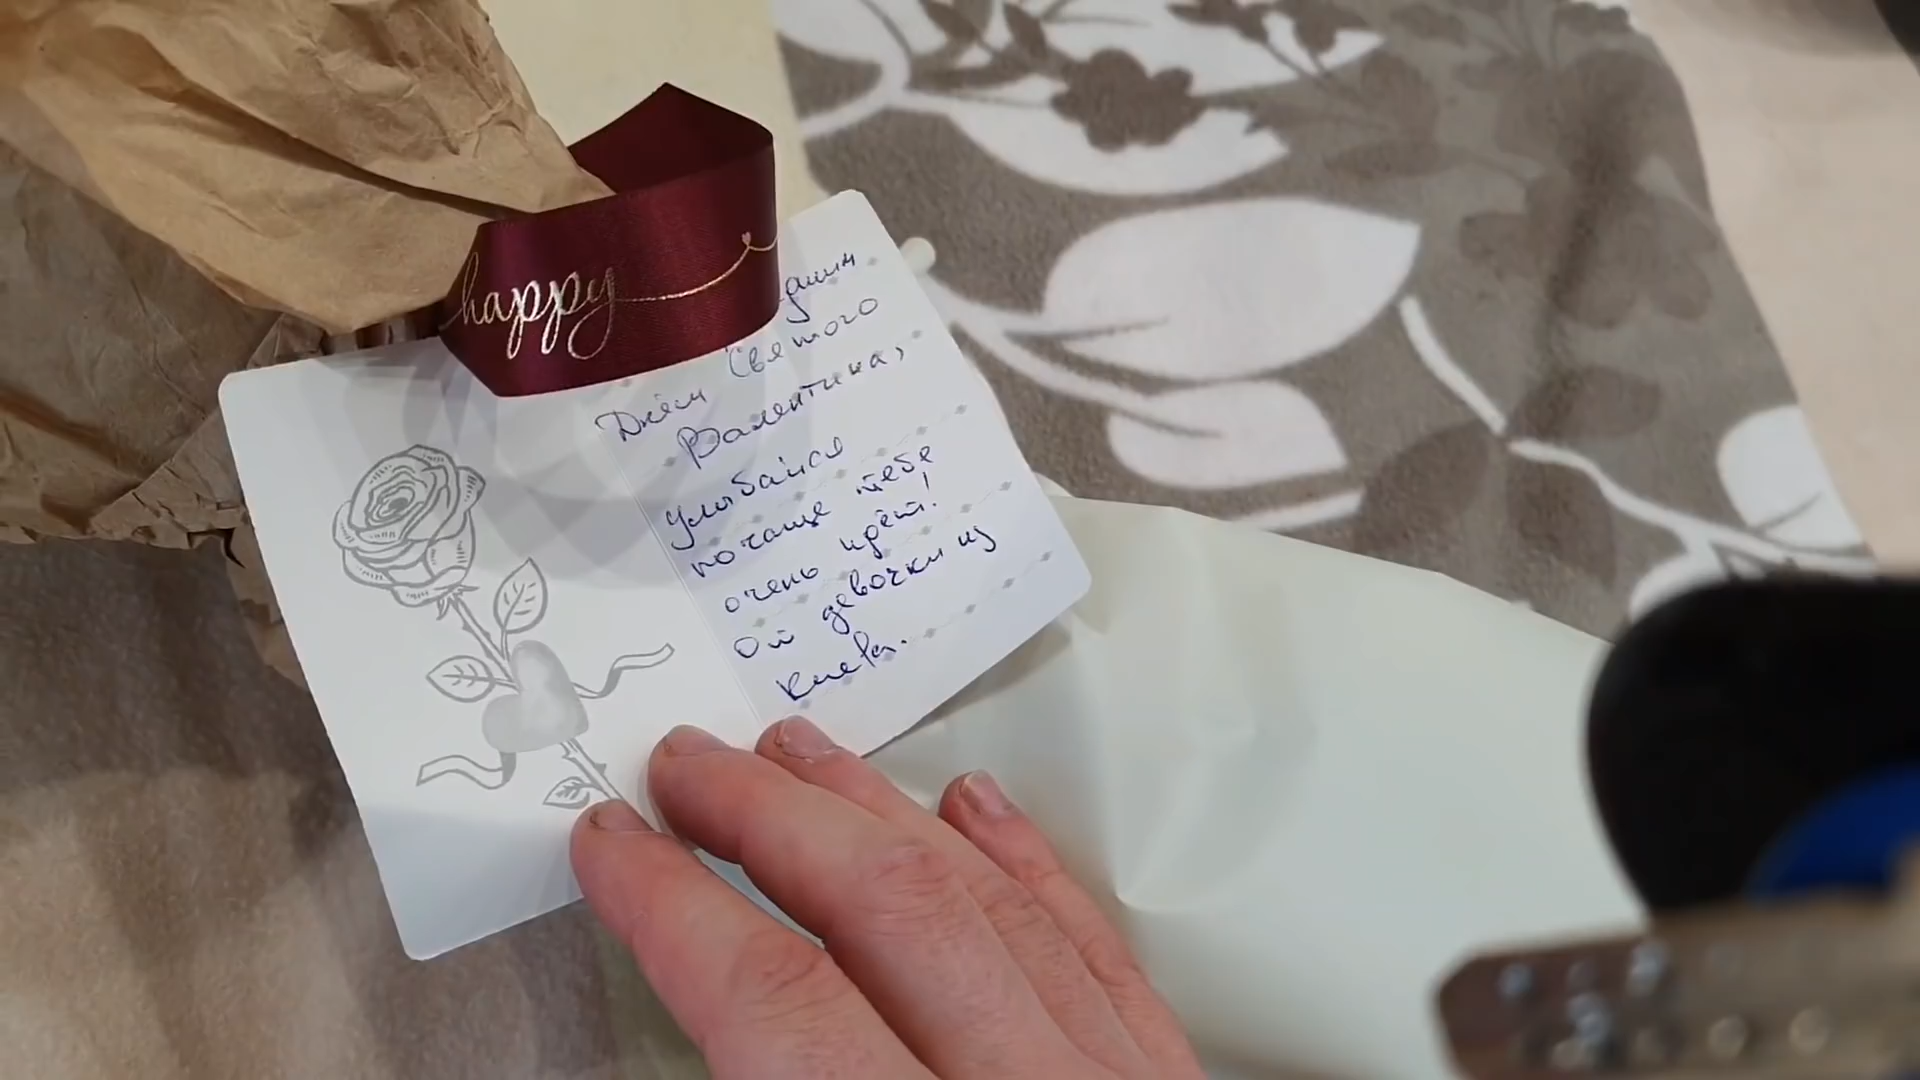 happy
Днём Святого
Валентина,
улыбайся
почаще тебе
очень идёт!
От девочки из
Киева.